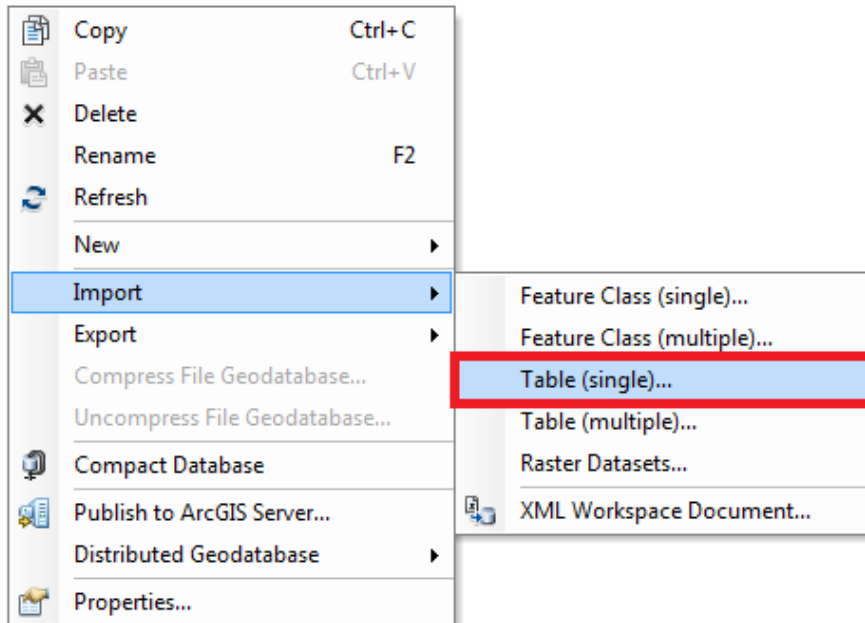 Copy Ctrl+C
Paste Ctrl+V
Delete
Rename F2
Refresh
New
Import
Export
Compress File Geodatabase...
Uncompress File Geodatabase...
Compact Database
Publish to ArcGIS Server...
Distributed Geodatabase
Properties...
Feature Class (single)...
Feature Class (multiple)...
Table (single)...
Table (multiple)...
Raster Datasets...
XML Workspace Document...